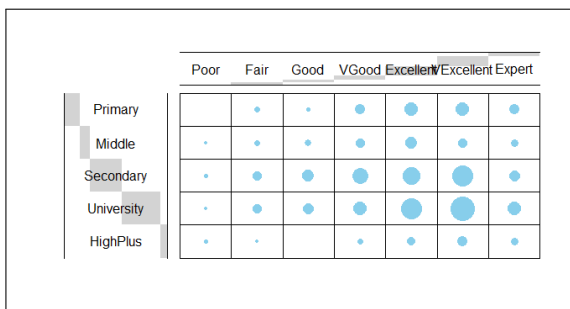 Poor Fair Good VGood Excellent VExcellent Expert
Primary
Middle
Secondary
University
HighPlus